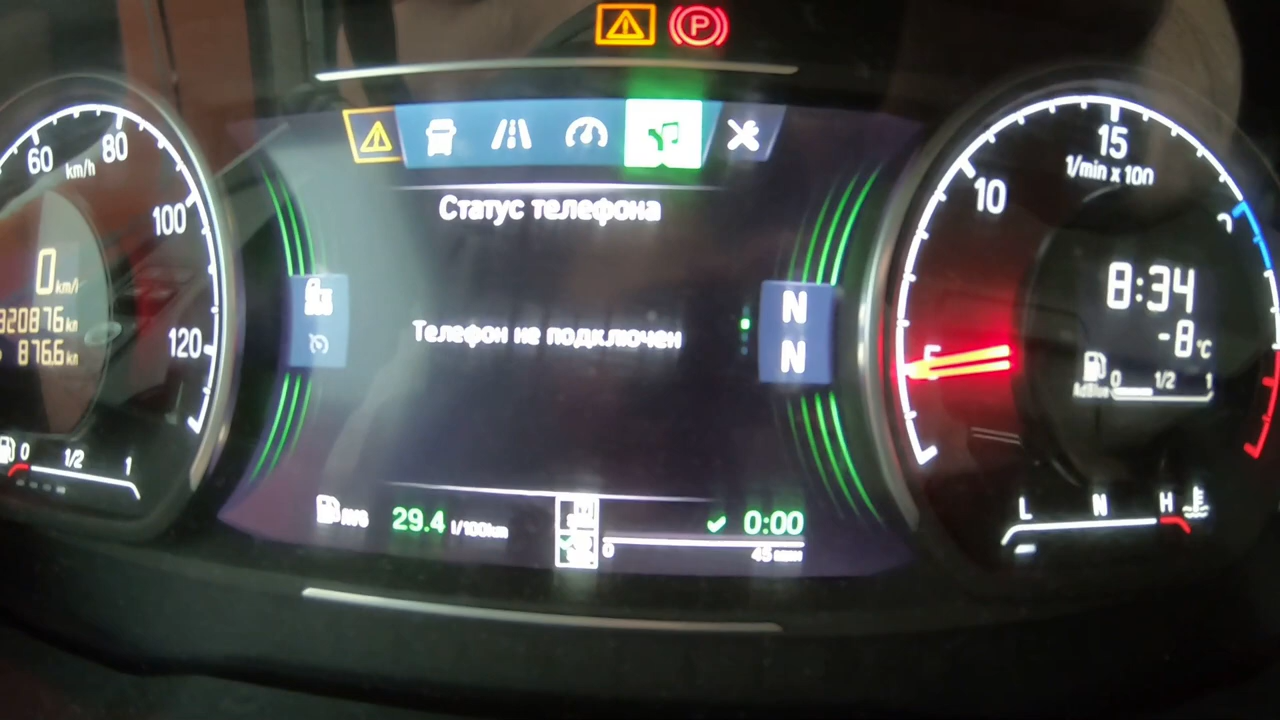 P
60
80
km/h
100
120
0 km/h
320876 km
876.6 km
0 1/2 1
Статус телефона
Телефон не подключен
N
N
AVG 29.4 l/100km
0:00
0 45 мин
5
10
15
1/min x 100
8:34
-8 °C
AdBlue 0 1/2 1
L N H